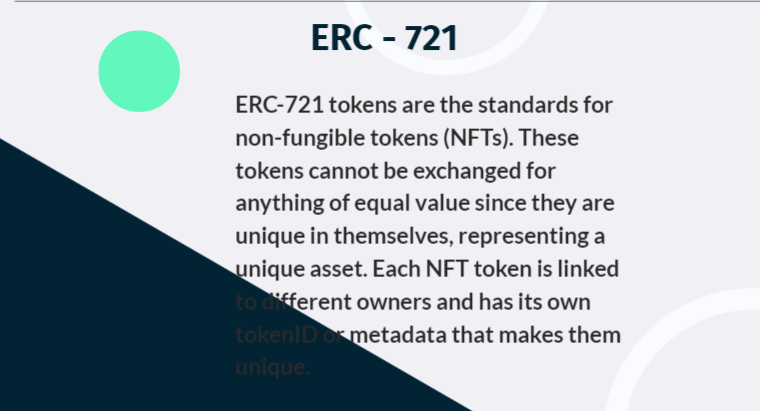 ERC - 721
ERC-721 tokens are the standards for
non-fungible tokens (NFTs). These
tokens cannot be exchanged for
anything of equal value since they are
unique in themselves, representing a
unique asset. Each NFT token is linked
to different owners and has its own
tokenID or metadata that makes them
unique.